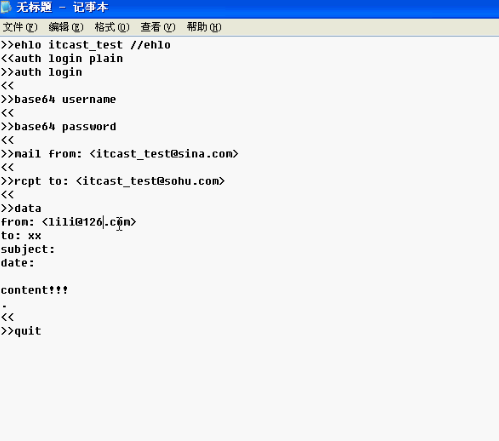 无标题 - 记事本
文件(F) 编辑(E) 格式(O) 查看(V) 帮助(H)
>>ehlo itcast_test //ehlo
<<auth login plain
>>auth login
<<
>>base64 username
<<
>>base64 password
<<
>>mail from: <itcast_test@sina.com>
<<
>>rcpt to: <itcast_test@sohu.com>
<<
>>data
from: <lili@126.com>
to: xx
subject:
date:
content!!!
.
<<
>>quit